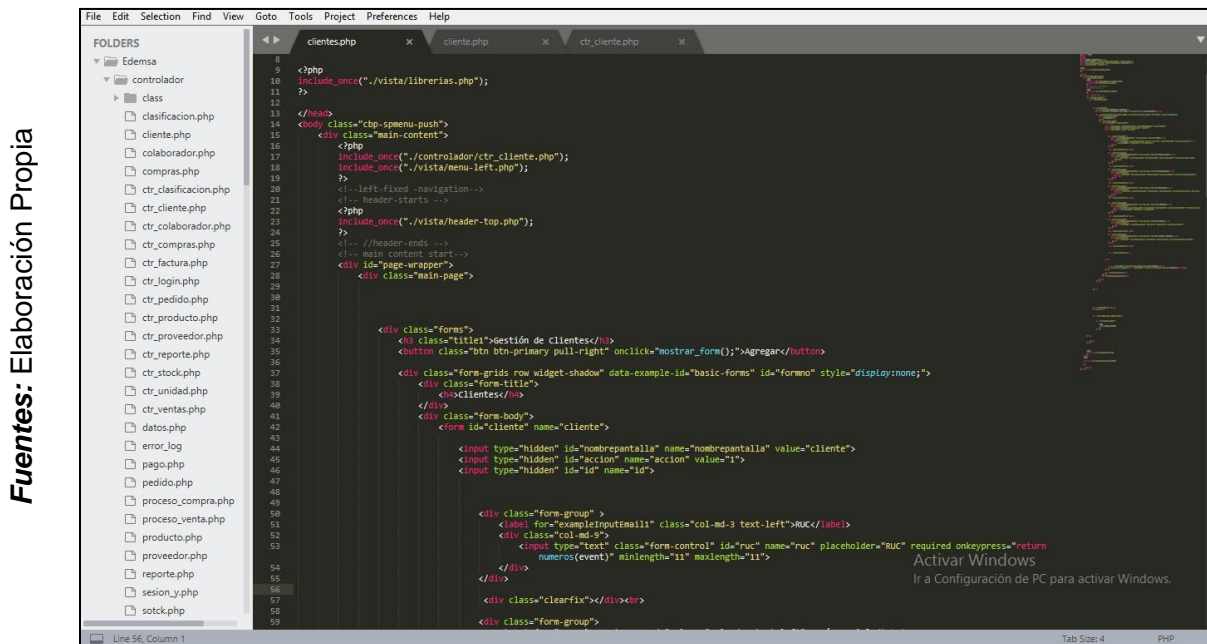 Fuentes: Elaboración Propia
File Edit Selection Find View Goto Tools Project Preferences Help
FOLDERS
Edemsa
controlador
class
clasificacion.php
cliente.php
colaborador.php
compras.php
ctr_clasificacion.php
ctr_cliente.php
ctr_colaborador.php
ctr_compras.php
ctr_factura.php
ctr_login.php
ctr_pedido.php
ctr_producto.php
ctr_proveedor.php
ctr_reporte.php
ctr_stock.php
ctr_unidad.php
ctr_ventas.php
datos.php
error_log
pago.php
pedido.php
proceso_compra.php
proceso_venta.php
producto.php
proveedor.php
reporte.php
sesion_y.php
sotck.php
clientes.php × cliente.php × ctr_cliente.php ×
8
9 <?php
10 include_once("./vista/librerias.php");
11 ?>
12
13 </head>
14 <body class="cbp-spmenu-push">
15 <div class="main-content">
16 <?php
17 include_once("./controlador/ctr_cliente.php");
18 include_once("./vista/menu-left.php");
19 ?>
20 <!--left-fixed -navigation-->
21 <!-- header-starts -->
22 <?php
23 include_once("./vista/header-top.php");
24 ?>
25 <!-- //header-ends -->
26 <!-- main content start-->
27 <div id="page-wrapper">
28 <div class="main-page">
29
30
31
32
33 <div class="forms">
34 <h3 class="title1">Gestión de Clientes</h3>
35 <button class="btn btn-primary pull-right" onclick="mostrar_form();">Agregar</button>
36
37 <div class="form-grids row widget-shadow" data-example-id="basic-forms" id="formno" style="display:none;">
38 <div class="form-title">
39 <h4>Clientes</h4>
40 </div>
41 <div class="form-body">
42 <form id="cliente" name="cliente">
43
44 <input type="hidden" id="nombrepantalla" name="nombrepantalla" value="cliente">
45 <input type="hidden" id="accion" name="accion" value="1">
46 <input type="hidden" id="id" name="id">
47
48
49
50 <div class="form-group" >
51 <label for="exampleInputEmail1" class="col-md-3 text-left">RUC</label>
52 <div class="col-md-9">
53 <input type="text" class="form-control" id="ruc" name="ruc" placeholder="RUC" required onkeypress="return
numeros(event)" minlength="11" maxlength="11">
54 </div>
55 </div>
56
57 <div class="clearfix"></div><br>
58
59 <div class="form-group">
Activar Windows
Ir a Configuración de PC para activar Windows.
Line 56, Column 1 Tab Size: 4 PHP